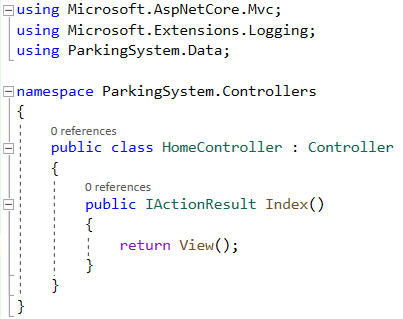 using Microsoft.AspNetCore.Mvc;
using Microsoft.Extensions.Logging;
using ParkingSystem.Data;
namespace ParkingSystem.Controllers
{
0 references
public class HomeController : Controller
{
0 references
public IActionResult Index()
{
return View();
}
}
}